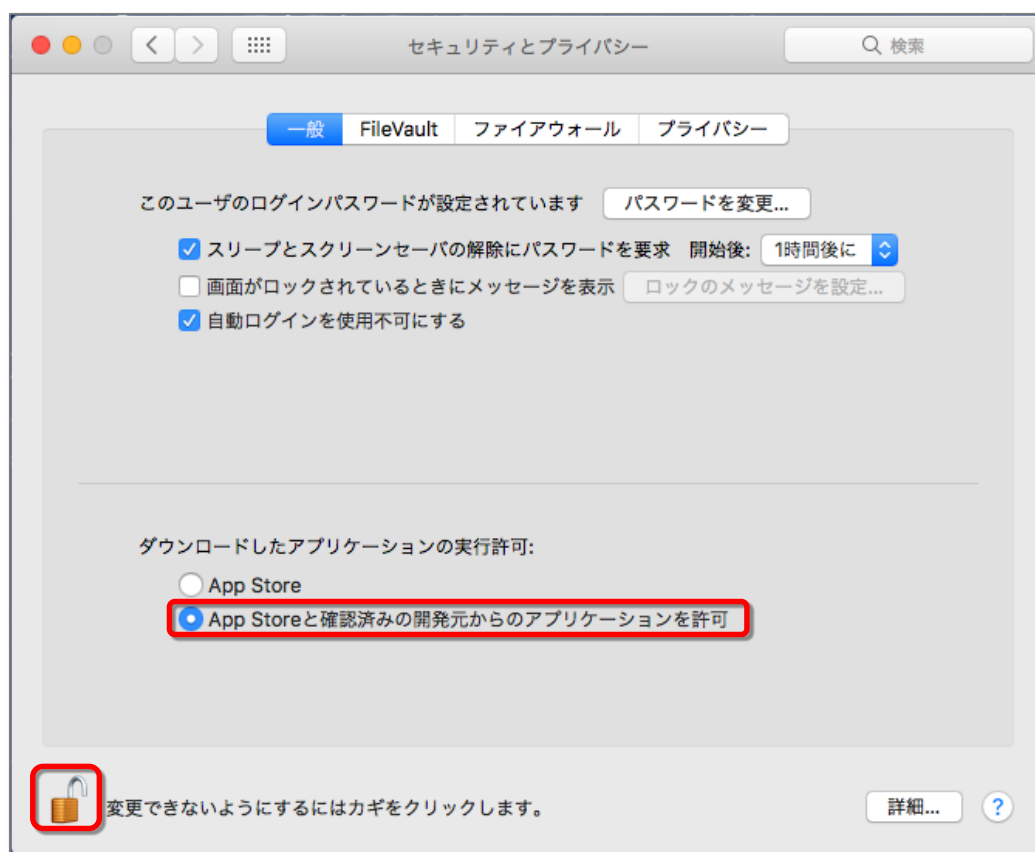 セキュリティとプライバシー
検索
一般 FileVault ファイアウォール プライバシー
このユーザのログインパスワードが設定されています パスワードを変更...
スリープとスクリーンセーバの解除にパスワードを要求 開始後: 1時間後に
画面がロックされているときにメッセージを表示 ロックのメッセージを設定...
自動ログインを使用不可にする
ダウンロードしたアプリケーションの実行許可:
App Store
App Storeと確認済みの開発元からのアプリケーションを許可
変更できないようにするにはカギをクリックします。 詳細... ?